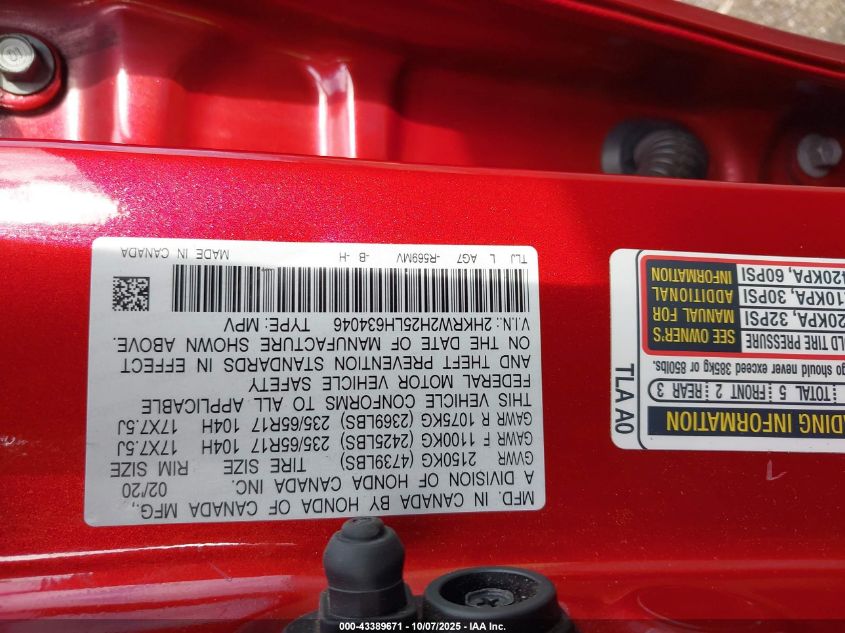 MFD. IN CANADA BY HONDA OF CANADA MFG.,
A DIVISION OF HONDA CANADA INC. 02/20
GVWR 2150KG (4739LBS) TIRE SIZE RIM SIZE
GAWR F 1100KG (2425LBS) 235/65R17 104H 17X7.5J
GAWR R 1075KG (2369LBS) 235/65R17 104H 17X7.5J
THIS VEHICLE CONFORMS TO ALL APPLICABLE
FEDERAL MOTOR VEHICLE SAFETY
AND THEFT PREVENTION STANDARDS IN EFFECT
ON THE DATE OF MANUFACTURE SHOWN ABOVE.
V.I.N: 2HKRW2H25LH634046 TYPE: MPV
TLJ L AG7 -R569MV -B -H MADE IN CANADA
ADING INFORMATION
TOTAL 5 FRONT 2 REAR 3
go should never exceed 385kg or 850lbs.
LD TIRE PRESSURE
20KPA, 32PSI
10KPA, 30PSI
420KPA, 60PSI
SEE OWNER'S
MANUAL FOR
ADDITIONAL
INFORMATION
TLA A0
000-43389671 - 10/07/2025 - IAA Inc.